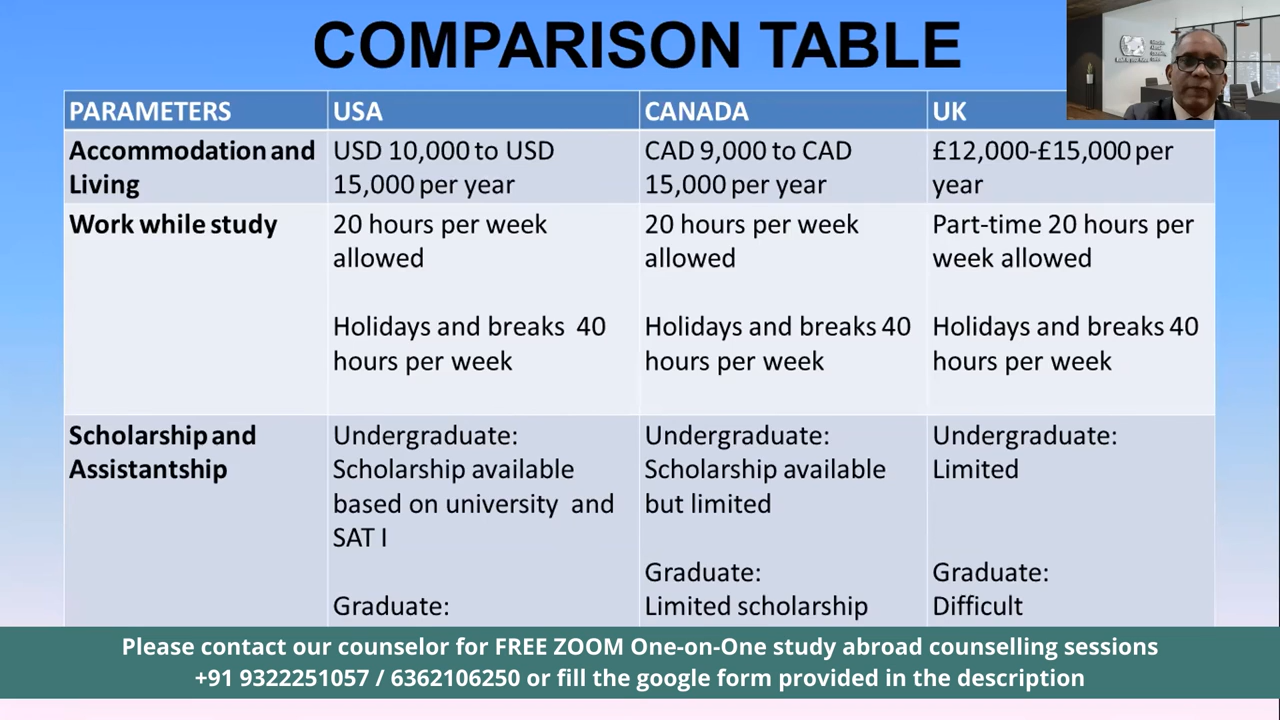 COMPARISON TABLE
PARAMETERS
USA
CANADA
UK
Accommodation and
Living
USD 10,000 to USD
15,000 per year
CAD 9,000 to CAD
15,000 per year
£12,000-£15,000 per
year
Work while study
20 hours per week
allowed
Holidays and breaks 40
hours per week
20 hours per week
allowed
Holidays and breaks 40
hours per week
Part-time 20 hours per
week allowed
Holidays and breaks 40
hours per week
Scholarship and
Assistantship
Undergraduate:
Scholarship available
based on university and
SAT I
Graduate:
Undergraduate:
Scholarship available
but limited
Graduate:
Limited scholarship
Undergraduate:
Limited
Graduate:
Difficult
Please contact our counselor for FREE ZOOM One-on-One study abroad counselling sessions
+91 9322251057 / 6362106250 or fill the google form provided in the description